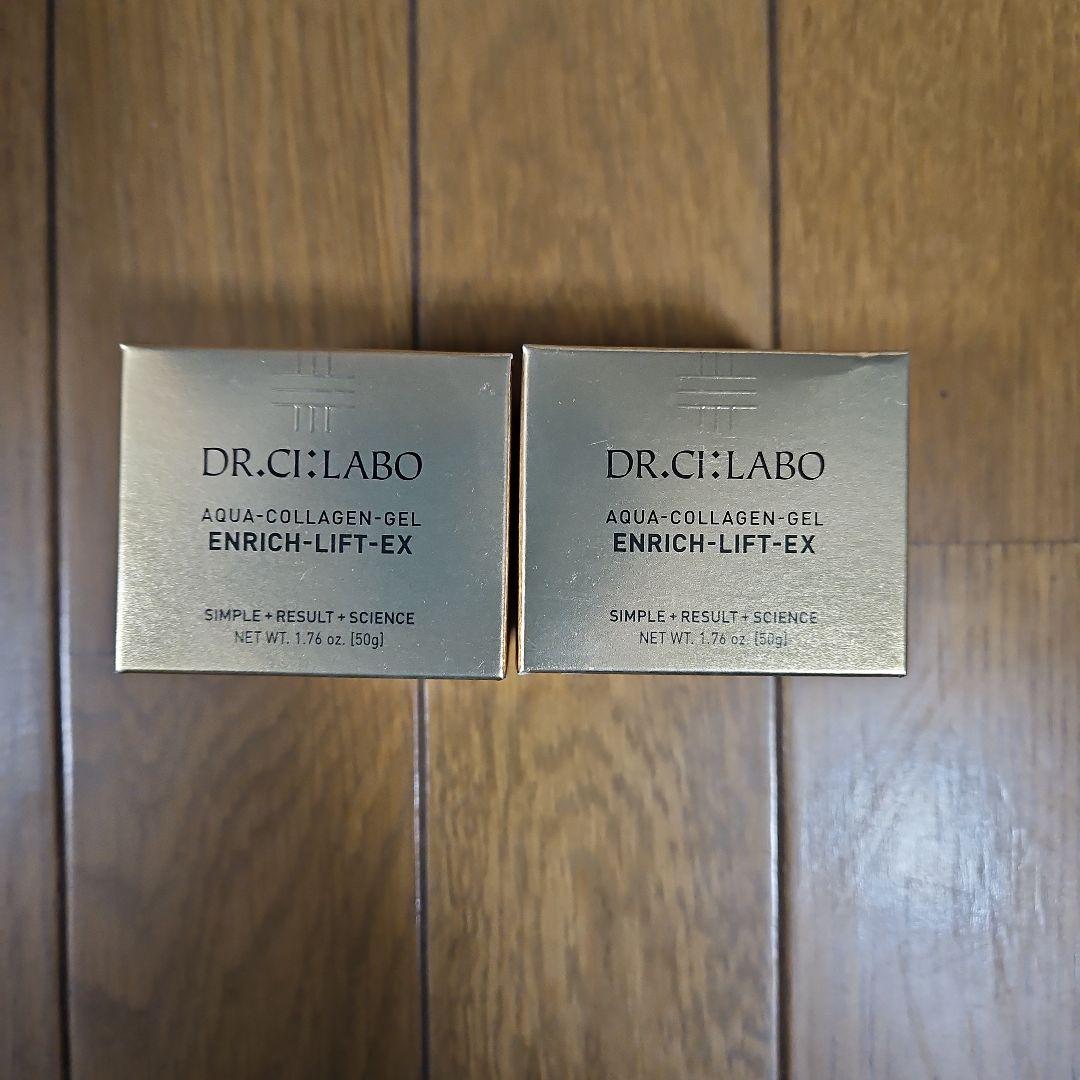 DR.CI:LABO
AQUA-COLLAGEN-GEL
ENRICH-LIFT-EX
SIMPLE+RESULT+SCIENCE
NET WT. 1.76 oz. [50g]
DR.CI:LABO
AQUA-COLLAGEN-GEL
ENRICH-LIFT-EX
SIMPLE+RESULT+SCIENCE
NET WT. 1.76 oz. [50g]